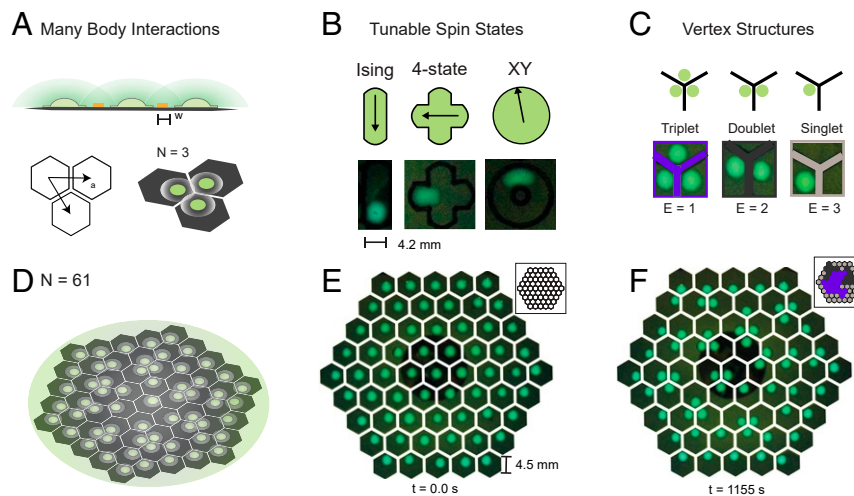 A Many Body Interactions
w
a
N = 3
B Tunable Spin States
Ising 4-state XY
4.2 mm
C Vertex Structures
Triplet Doublet Singlet
E = 1 E = 2 E = 3
D N = 61
E
4.5 mm
t = 0.0 s
F
t = 1155 s